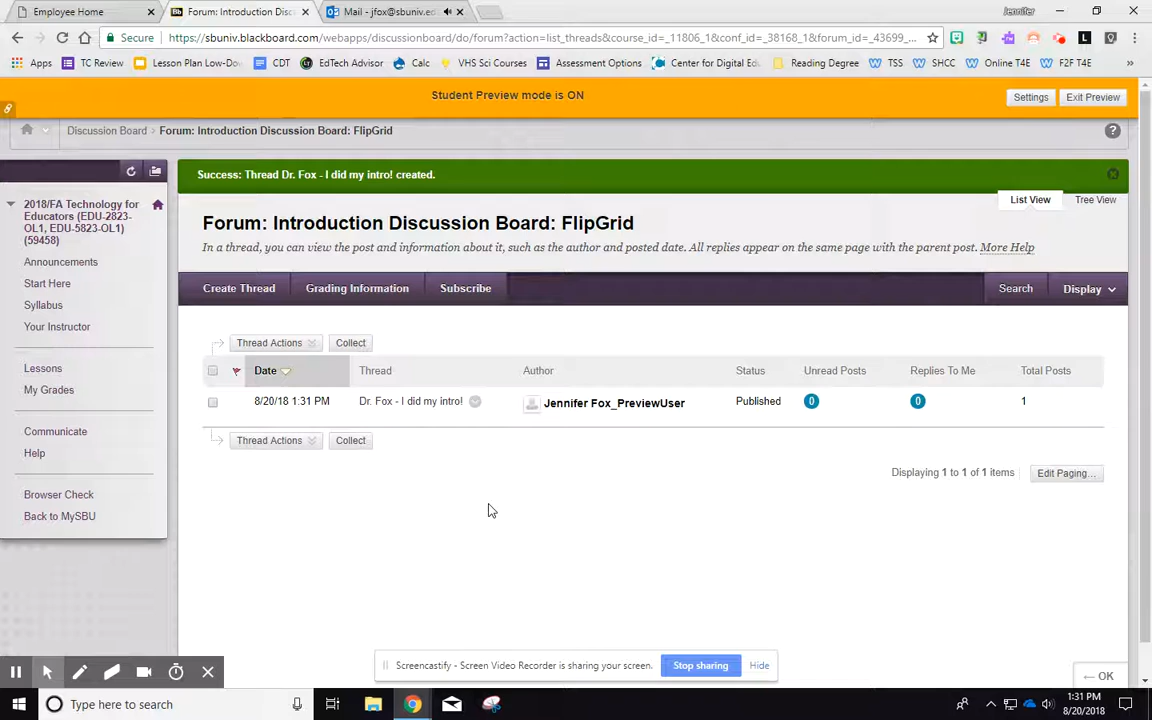 Employee Home
Forum: Introduction Disc
Mail - jfox@sbuniv.ed
Jennifer
Secure
https://sbuniv.blackboard.com/webapps/discussionboard/do/forum?action=list_threads&course_id=_11806_1&conf_id=_38168_1&forum_id=_43699_...
Apps TC Review Lesson Plan Low-Do CDT EdTech Advisor Calc VHS Sci Courses Assessment Options Center for Digital Ed Reading Degree TSS SHCC Online T4E F2F T4E
Student Preview mode is ON
Settings Exit Preview
Discussion Board Forum: Introduction Discussion Board: FlipGrid
Success: Thread Dr. Fox - I did my intro! created.
List View Tree View
2018/FA Technology for
Educators (EDU-2823-
OL1, EDU-5823-OL1)
(59458)
Announcements
Start Here
Syllabus
Your Instructor
Lessons
My Grades
Communicate
Help
Browser Check
Back to MySBU
Forum: Introduction Discussion Board: FlipGrid
In a thread, you can view the post and information about it, such as the author and posted date. All replies appear on the same page with the parent post. More Help
Create Thread Grading Information Subscribe Search Display
Thread Actions Collect
Date Thread Author Status Unread Posts Replies To Me Total Posts
8/20/18 1:31 PM Dr. Fox - I did my intro! Jennifer Fox_PreviewUser Published 0 0 1
Thread Actions Collect
Displaying 1 to 1 of 1 items Edit Paging...
Screencastify - Screen Video Recorder is sharing your screen. Stop sharing Hide
← OK
Type here to search
1:31 PM
8/20/2018